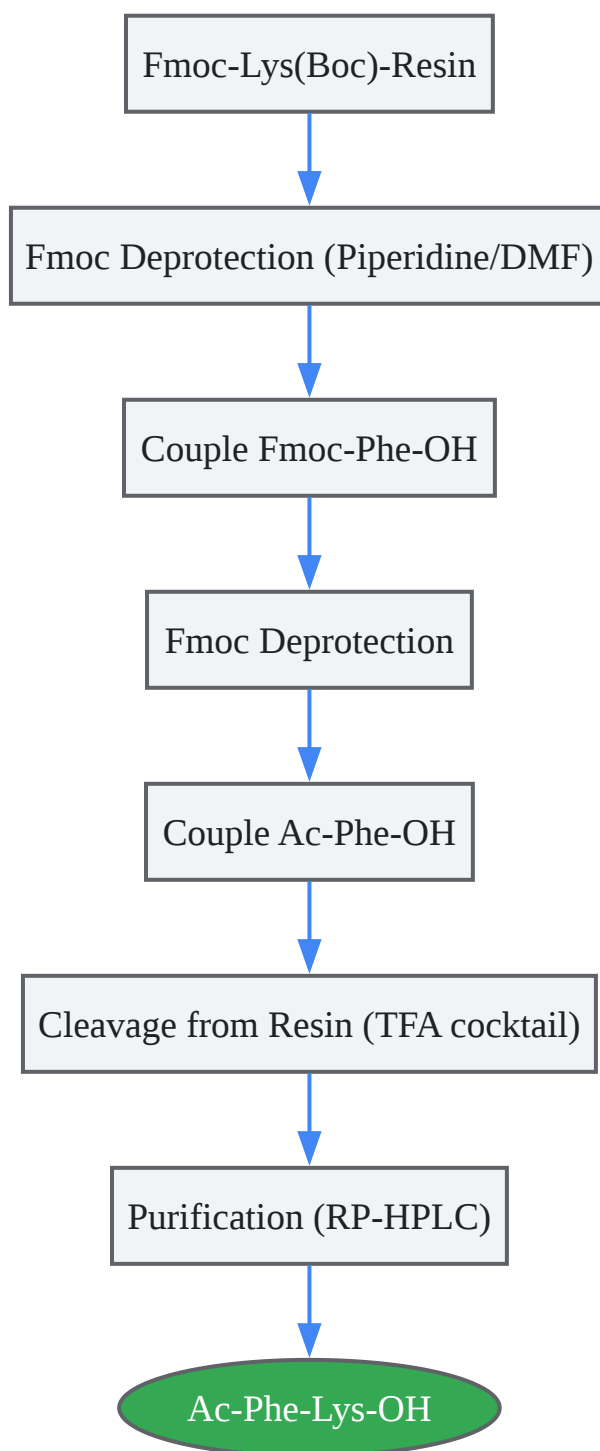 Fmoc-Lys(Boc)-Resin
Fmoc Deprotection (Piperidine/DMF)
Couple Fmoc-Phe-OH
Fmoc Deprotection
Couple Ac-Phe-OH
Cleavage from Resin (TFA cocktail)
Purification (RP-HPLC)
Ac-Phe-Lys-OH